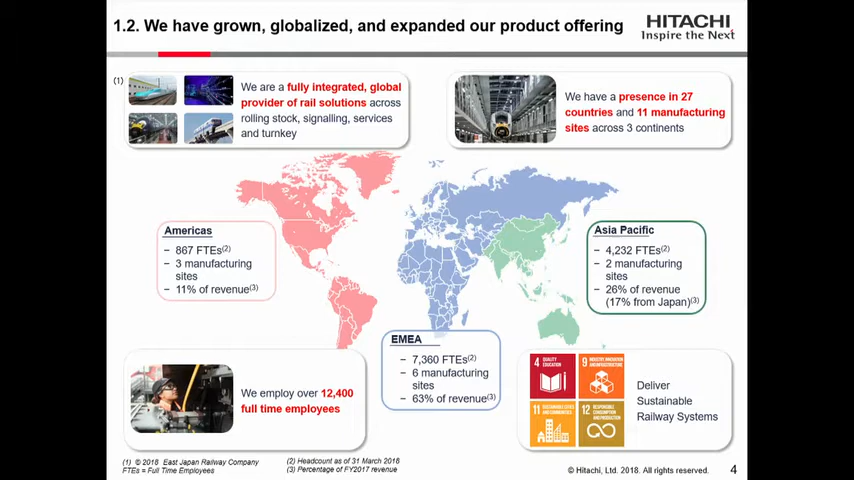 1.2. We have grown, globalized, and expanded our product offering
HITACHI
Inspire the Next
(1)
We are a fully integrated, global
provider of rail solutions across
rolling stock, signalling, services
and turnkey
We have a presence in 27
countries and 11 manufacturing
sites across 3 continents
Americas
− 867 FTEs(2)
− 3 manufacturing
sites
− 11% of revenue(3)
Asia Pacific
− 4,232 FTEs(2)
− 2 manufacturing
sites
− 26% of revenue
(17% from Japan)(3)
EMEA
− 7,360 FTEs(2)
− 6 manufacturing
sites
− 63% of revenue(3)
We employ over 12,400
full time employees
4 QUALITY EDUCATION
9 INDUSTRY, INNOVATION AND INFRASTRUCTURE
11 SUSTAINABLE CITIES AND COMMUNITIES
12 RESPONSIBLE CONSUMPTION AND PRODUCTION
Deliver
Sustainable
Railway Systems
(1) © 2018 East Japan Railway Company
FTEs = Full Time Employees
(2) Headcount as of 31 March 2018
(3) Percentage of FY2017 revenue
© Hitachi, Ltd. 2018. All rights reserved.
4